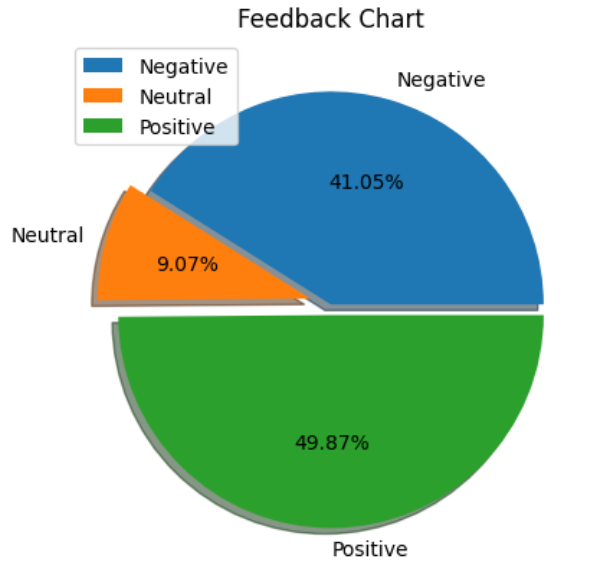 Feedback Chart
Negative
Neutral
Positive
Negative
41.05%
Neutral
9.07%
49.87%
Positive